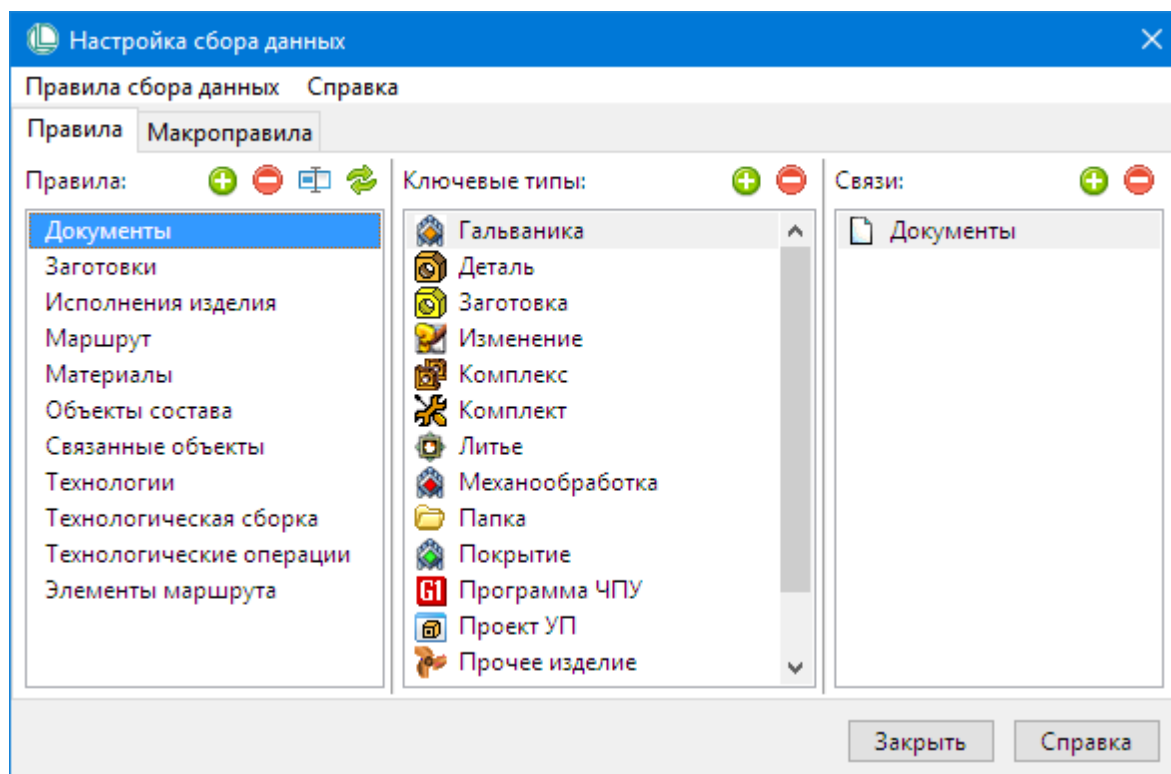 Настройка сбора данных
Правила сбора данных Справка
Правила Макроправила
Правила:
Документы
Заготовки
Исполнения изделия
Маршрут
Материалы
Объекты состава
Связанные объекты
Технологии
Технологическая сборка
Технологические операции
Элементы маршрута
Ключевые типы:
Гальваника
Деталь
Заготовка
Изменение
Комплекс
Комплект
Литье
Механообработка
Папка
Покрытие
G1 Программа ЧПУ
Проект УП
Прочее изделие
Связи:
Документы
Закрыть Справка